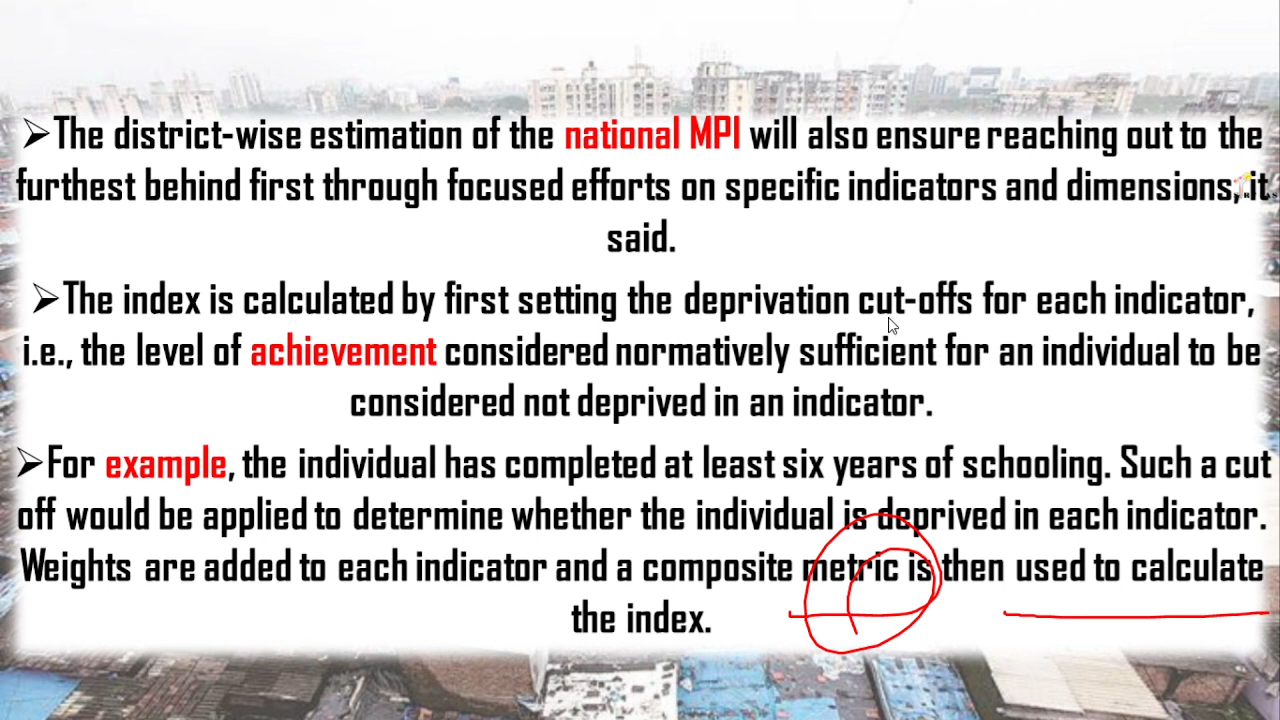 ➢The district-wise estimation of the national MPI will also ensure reaching out to the
furthest behind first through focused efforts on specific indicators and dimensions, it
said.
➢The index is calculated by first setting the deprivation cut-offs for each indicator,
i.e., the level of achievement considered normatively sufficient for an individual to be
considered not deprived in an indicator.
➢For example, the individual has completed at least six years of schooling. Such a cut
off would be applied to determine whether the individual is deprived in each indicator.
Weights are added to each indicator and a composite metric is then used to calculate
the index.